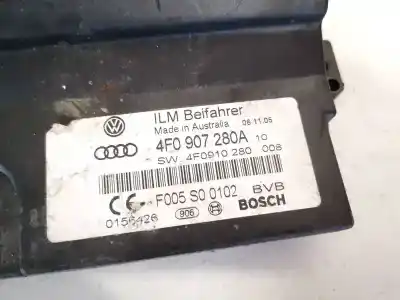 ILM Beifahrer
Made in Australia 08.11.05
4F0 907 280A 10
SW. 4F0910 280 008
F005 S0 0102 BVB
0156426 906 BOSCH